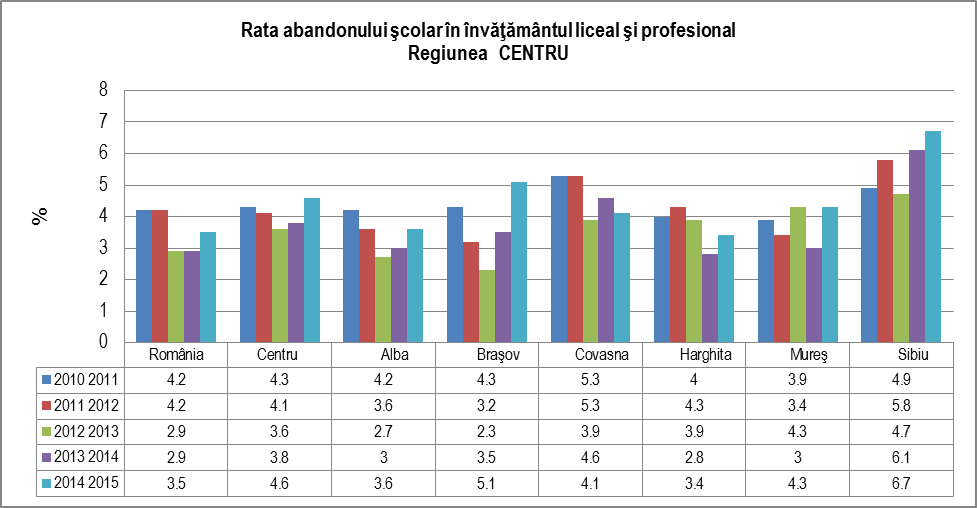 Rata abandonului şcolar în învăţământul liceal şi profesional
Regiunea CENTRU
%
8
7
6
5
4
3
2
1
0
România Centru Alba Braşov Covasna Harghita Mureş Sibiu
2010 2011 4.2 4.3 4.2 4.3 5.3 4 3.9 4.9
2011 2012 4.2 4.1 3.6 3.2 5.3 4.3 3.4 5.8
2012 2013 2.9 3.6 2.7 2.3 3.9 3.9 4.3 4.7
2013 2014 2.9 3.8 3 3.5 4.6 2.8 3 6.1
2014 2015 3.5 4.6 3.6 5.1 4.1 3.4 4.3 6.7